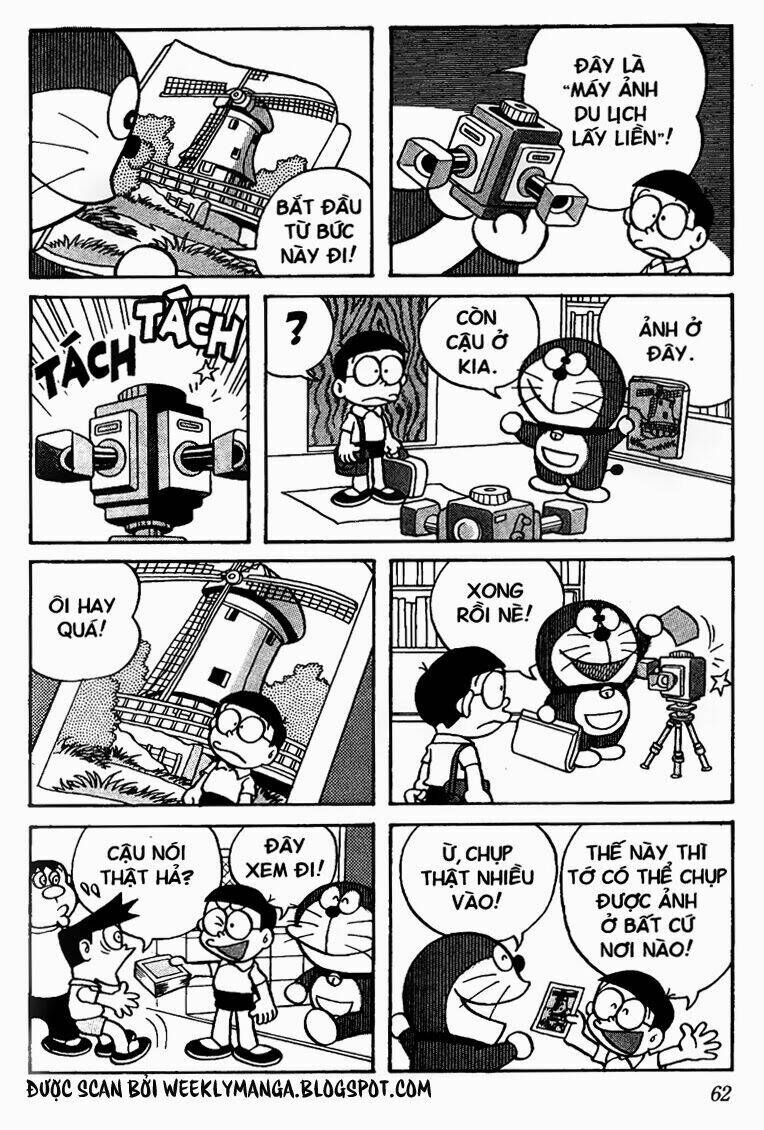 ĐÂY LÀ
"MÁY ẢNH
DU LỊCH
LẤY LIỀN"!
BẮT ĐẦU
TỪ BỨC
NÀY ĐI!
ẢNH Ở
ĐÂY.
CÒN
CẬU Ở
KIA.
?
TÁCH
TÁCH
XONG
RỒI NÈ!
ÔI HAY
QUÁ!
THẾ NÀY THÌ
TỚ CÓ THỂ CHỤP
ĐƯỢC ẢNH
Ở BẤT CỨ
NƠI NÀO!
Ừ, CHỤP
THẬT NHIỀU
VÀO!
ĐÂY
XEM ĐI!
CẬU NÓI
THẬT HẢ?
ĐƯỢC SCAN BỞI WEEKLYMANGA.BLOGSPOT.COM
62